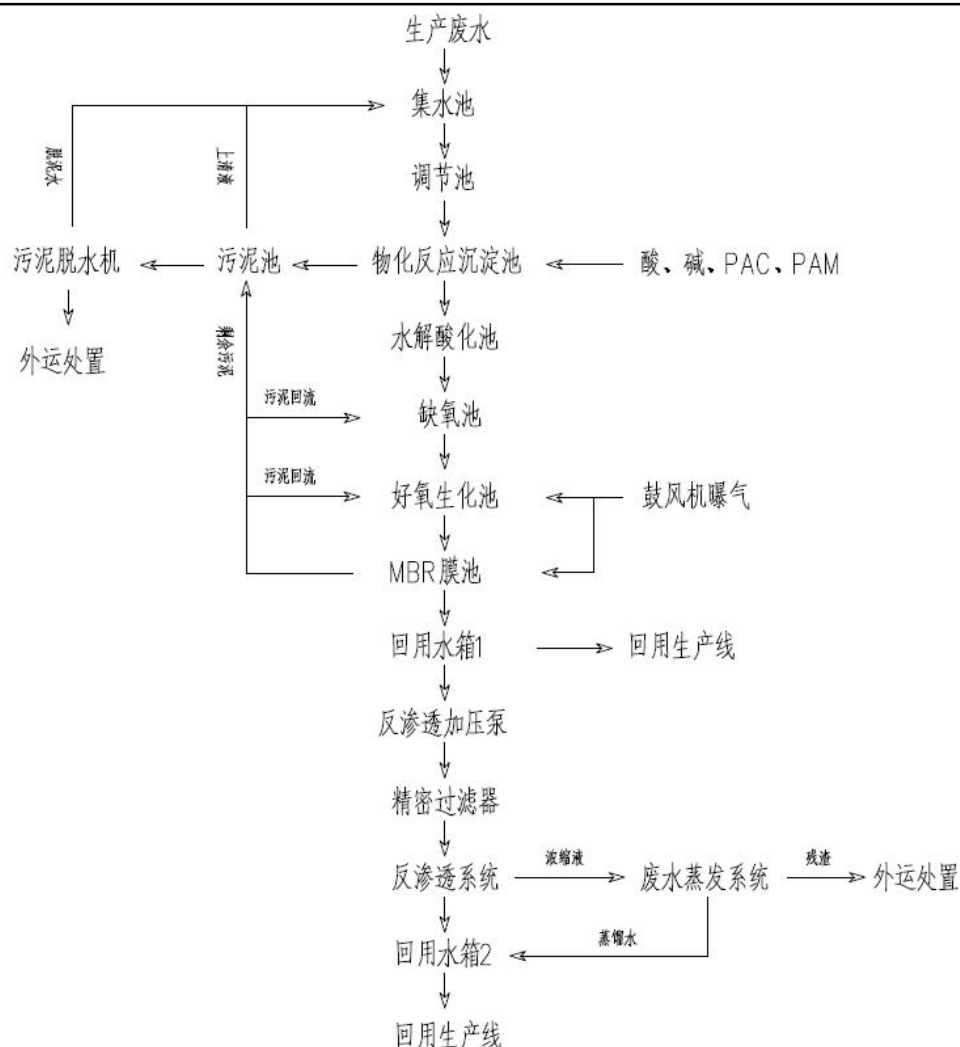 生产废水
集水池
脱泥水
上清液
调节池
污泥脱水机
污泥池
物化反应沉淀池
酸、碱、PAC、PAM
外运处置
剩余污泥
水解酸化池
污泥回流
缺氧池
污泥回流
好氧生化池
鼓风机曝气
MBR膜池
回用水箱1
回用生产线
反渗透加压泵
精密过滤器
反渗透系统
浓缩液
废水蒸发系统
残渣
外运处置
蒸馏水
回用水箱2
回用生产线